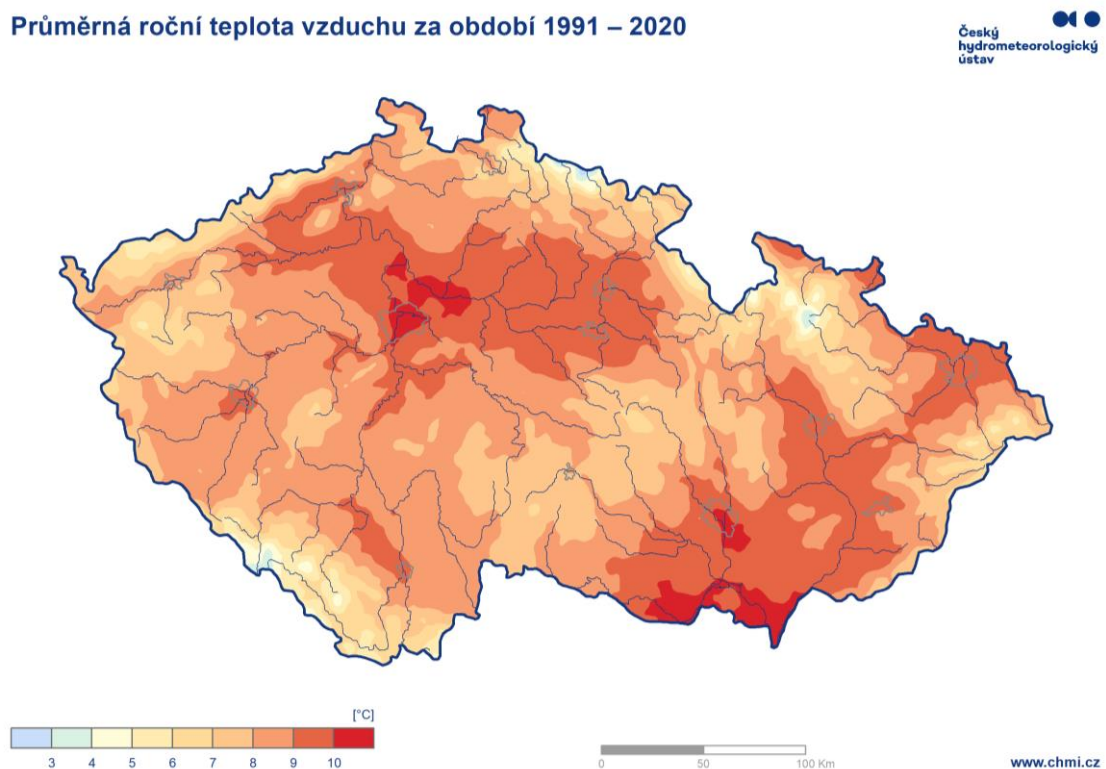 Průměrná roční teplota vzduchu za období 1991 – 2020
Český
hydrometeorologický
ústav
[°C]
3 4 5 6 7 8 9 10
0 50 100 Km
www.chmi.cz